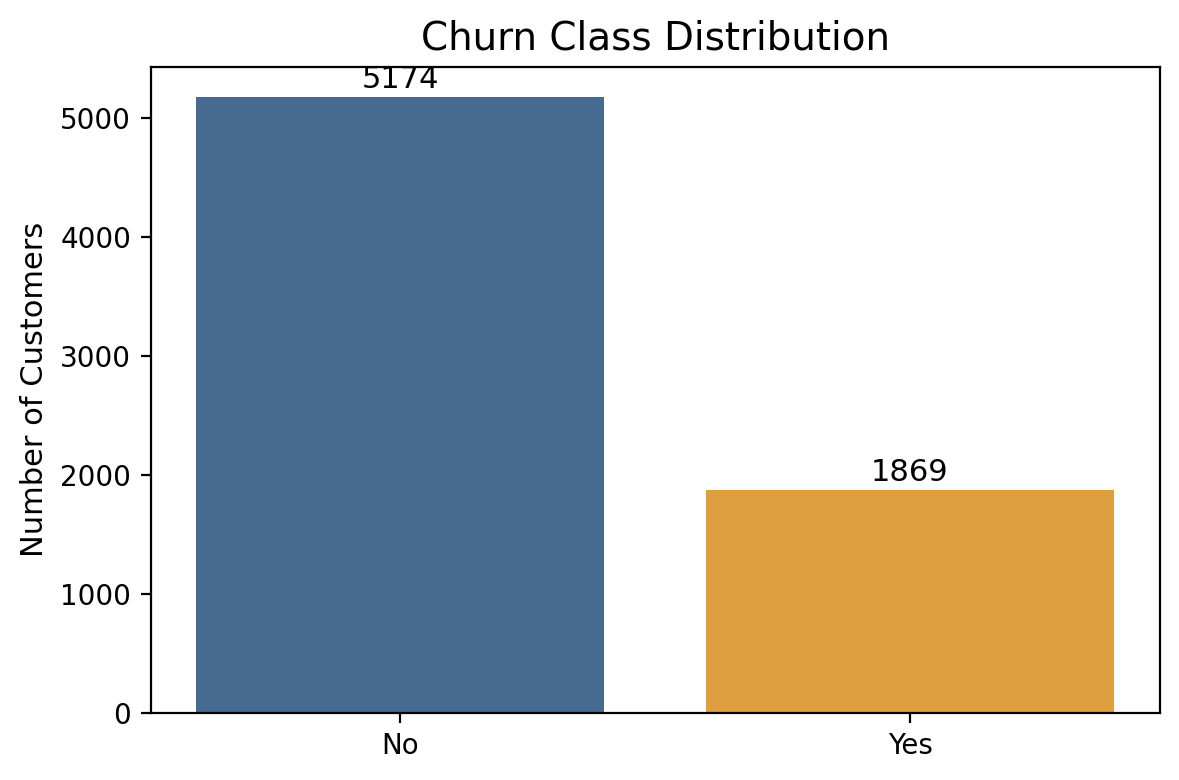 Churn Class Distribution
Number of Customers
5000
4000
3000
2000
1000
0
5174
1869
No
Yes